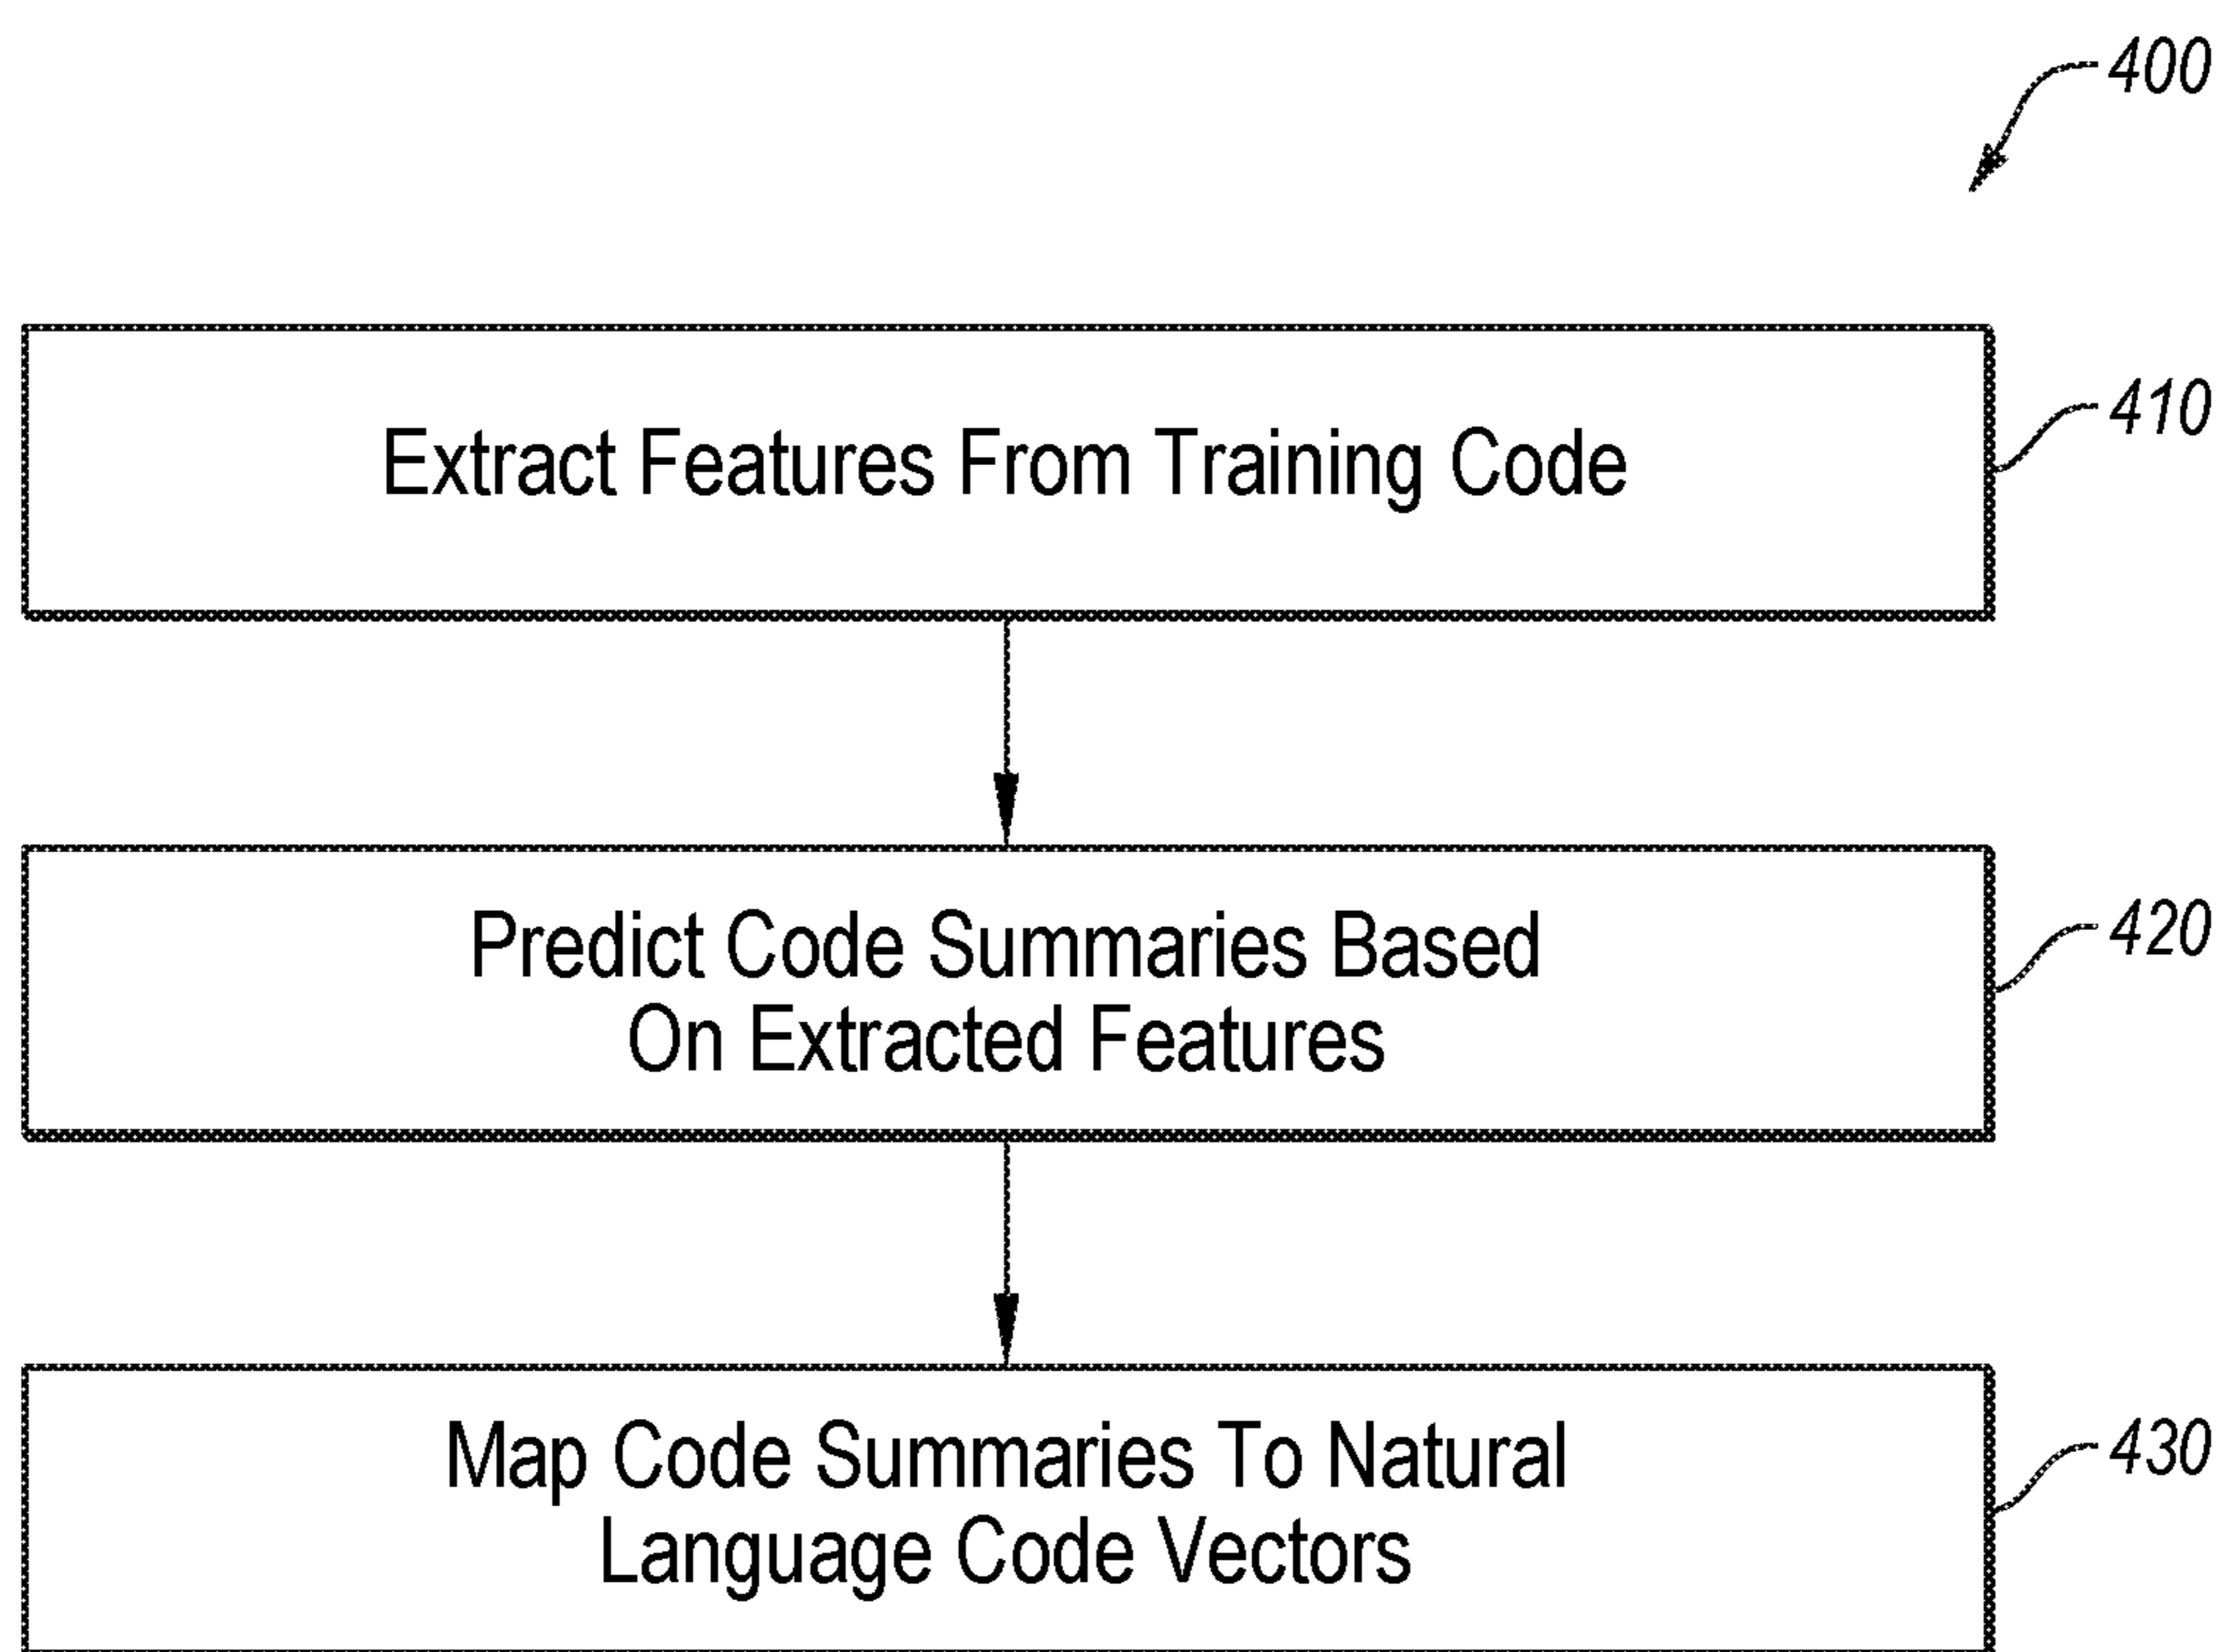 400
Extract Features From Training Code
410
Predict Code Summaries Based
On Extracted Features
420
Map Code Summaries To Natural
Language Code Vectors
430